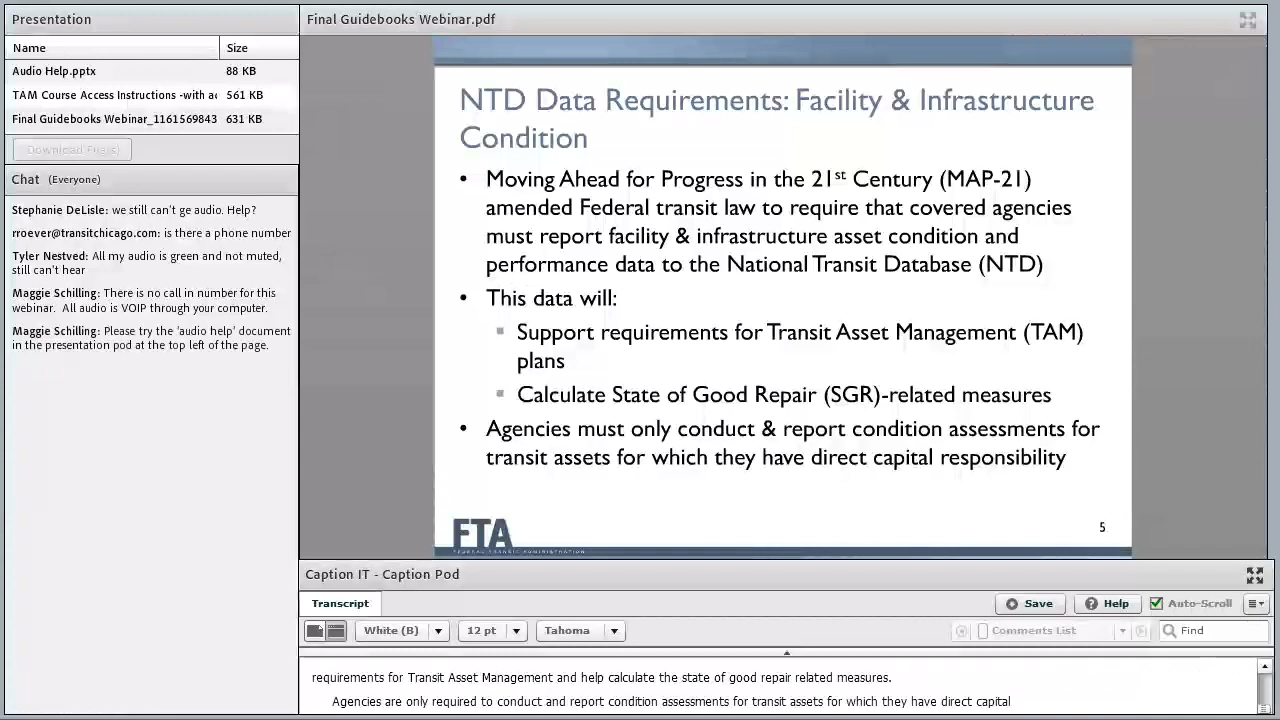 Presentation
Name Size
Audio Help.pptx 88 KB
TAM Course Access Instructions -with ac 561 KB
Final Guidebooks Webinar_1161569843 631 KB
Download File(s)
Chat (Everyone)
Stephanie DeLisle: we still can't ge audio. Help?
rroever@transitchicago.com: is there a phone number
Tyler Nestved: All my audio is green and not muted,
still can't hear
Maggie Schilling: There is no call in number for this
webinar. All audio is VOIP through your computer.
Maggie Schilling: Please try the 'audio help' document
in the presentation pod at the top left of the page.
Final Guidebooks Webinar.pdf
NTD Data Requirements: Facility & Infrastructure
Condition
• Moving Ahead for Progress in the 21st Century (MAP-21)
amended Federal transit law to require that covered agencies
must report facility & infrastructure asset condition and
performance data to the National Transit Database (NTD)
• This data will:
Support requirements for Transit Asset Management (TAM)
plans
Calculate State of Good Repair (SGR)-related measures
• Agencies must only conduct & report condition assessments for
transit assets for which they have direct capital responsibility
FTA
FEDERAL TRANSIT ADMINISTRATION
5
Caption IT - Caption Pod
Transcript
Save
Help
Auto-Scroll
White (B) 12 pt Tahoma Comments List Find
requirements for Transit Asset Management and help calculate the state of good repair related measures.
Agencies are only required to conduct and report condition assessments for transit assets for which they have direct capital